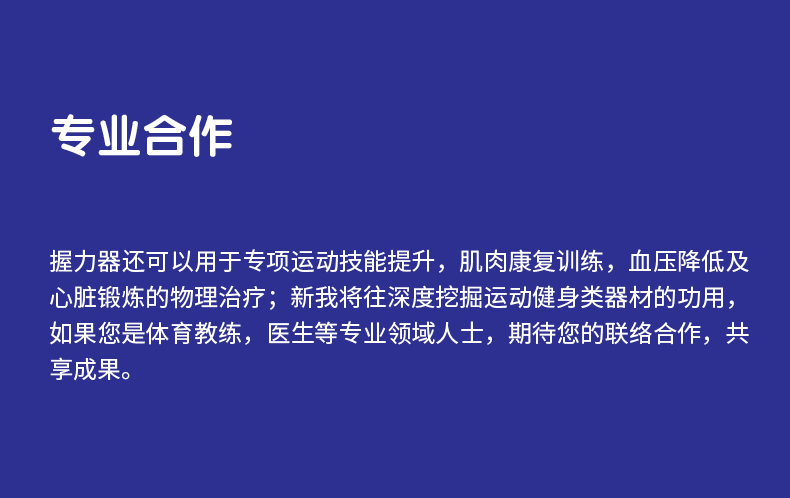 专业合作
握力器还可以用于专项运动技能提升，肌肉康复训练，血压降低及
心脏锻炼的物理治疗；新我将往深度挖掘运动健身类器材的功用，
如果您是体育教练，医生等专业领域人士，期待您的联络合作，共
享成果。